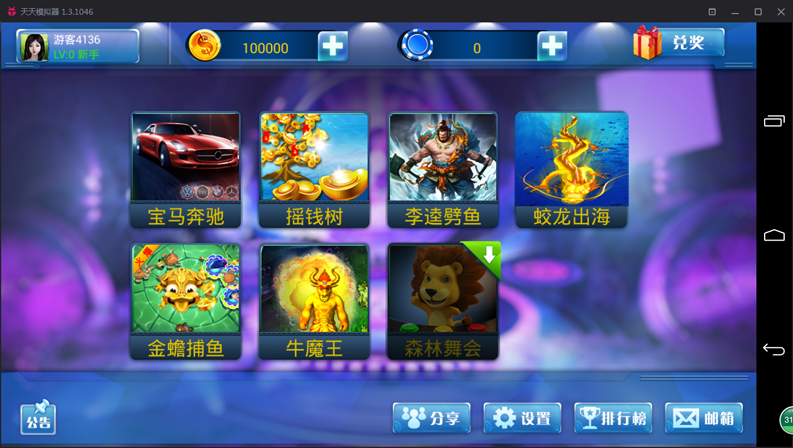 天天模拟器 1.3.1046
游客4136
LV:0 新手
100000
0
兑奖
宝马奔驰
摇钱树
李逵劈鱼
蛟龙出海
金蟾捕鱼
牛魔王
森林舞会
公告
分享
设置
排行榜
邮箱
31